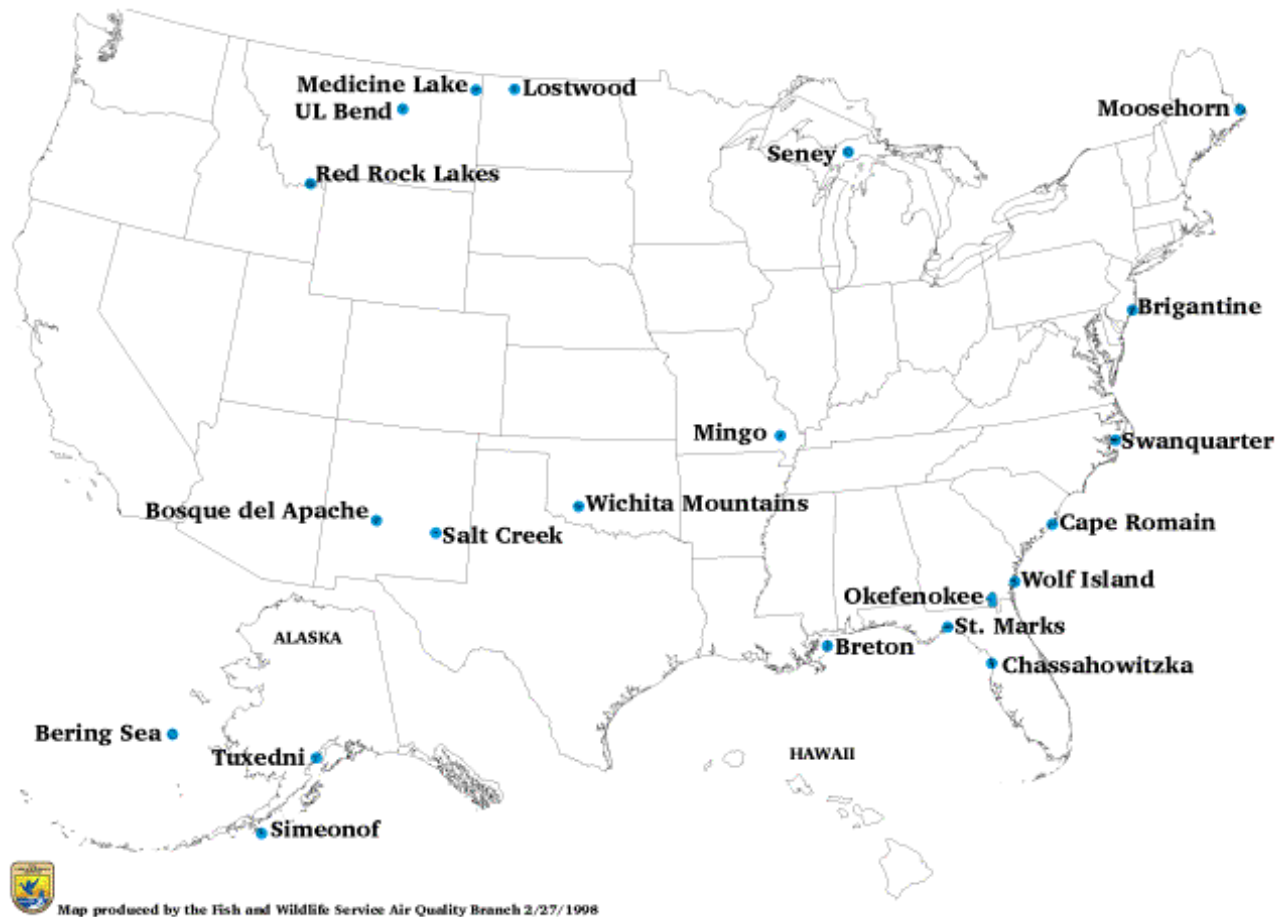 Medicine Lake
Lostwood
UL Bend
Moosehorn
Seney
Red Rock Lakes
Brigantine
Mingo
Swanquarter
Bosque del Apache
Wichita Mountains
Salt Creek
Cape Romain
Wolf Island
Okefenokee
St. Marks
Breton
Chassahowitzka
ALASKA
Bering Sea
Tuxedni
HAWAII
Simeonof
Map produced by the Fish and Wildlife Service Air Quality Branch 2/27/1998